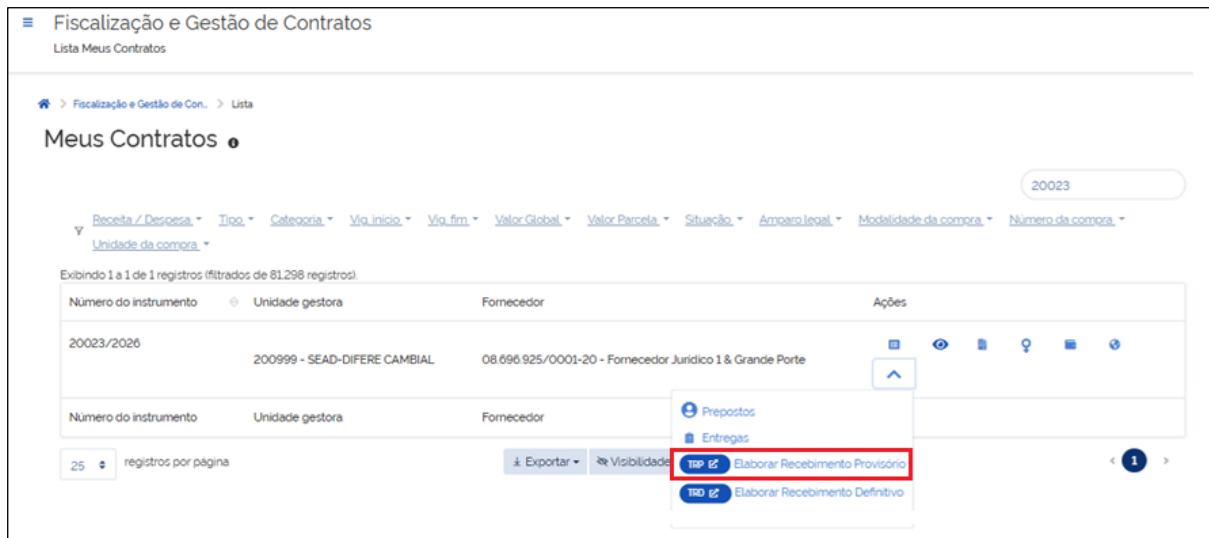 Fiscalização e Gestão de Contratos
Lista Meus Contratos
Fiscalização e Gestão de Con... > Lista
Meus Contratos
20023
Receita / Despesa Tipo Categoria Vig. início Vig. fim Valor Global Valor Parcela Situação Amparo legal Modalidade da compra Número da compra
Unidade da compra
Exibindo 1 a 1 de 1 registros (filtrados de 81.298 registros).
Número do instrumento Unidade gestora Fornecedor Ações
20023/2026
200999 - SEAD-DIFERE CAMBIAL 08.696.925/0001-20 - Fornecedor Jurídico 1 & Grande Porte
Número do instrumento Unidade gestora Fornecedor
Prepostos
Entregas
25 registros por página Exportar Visibilidade
TRP Elaborar Recebimento Provisório
< 1 >
TRD Elaborar Recebimento Definitivo